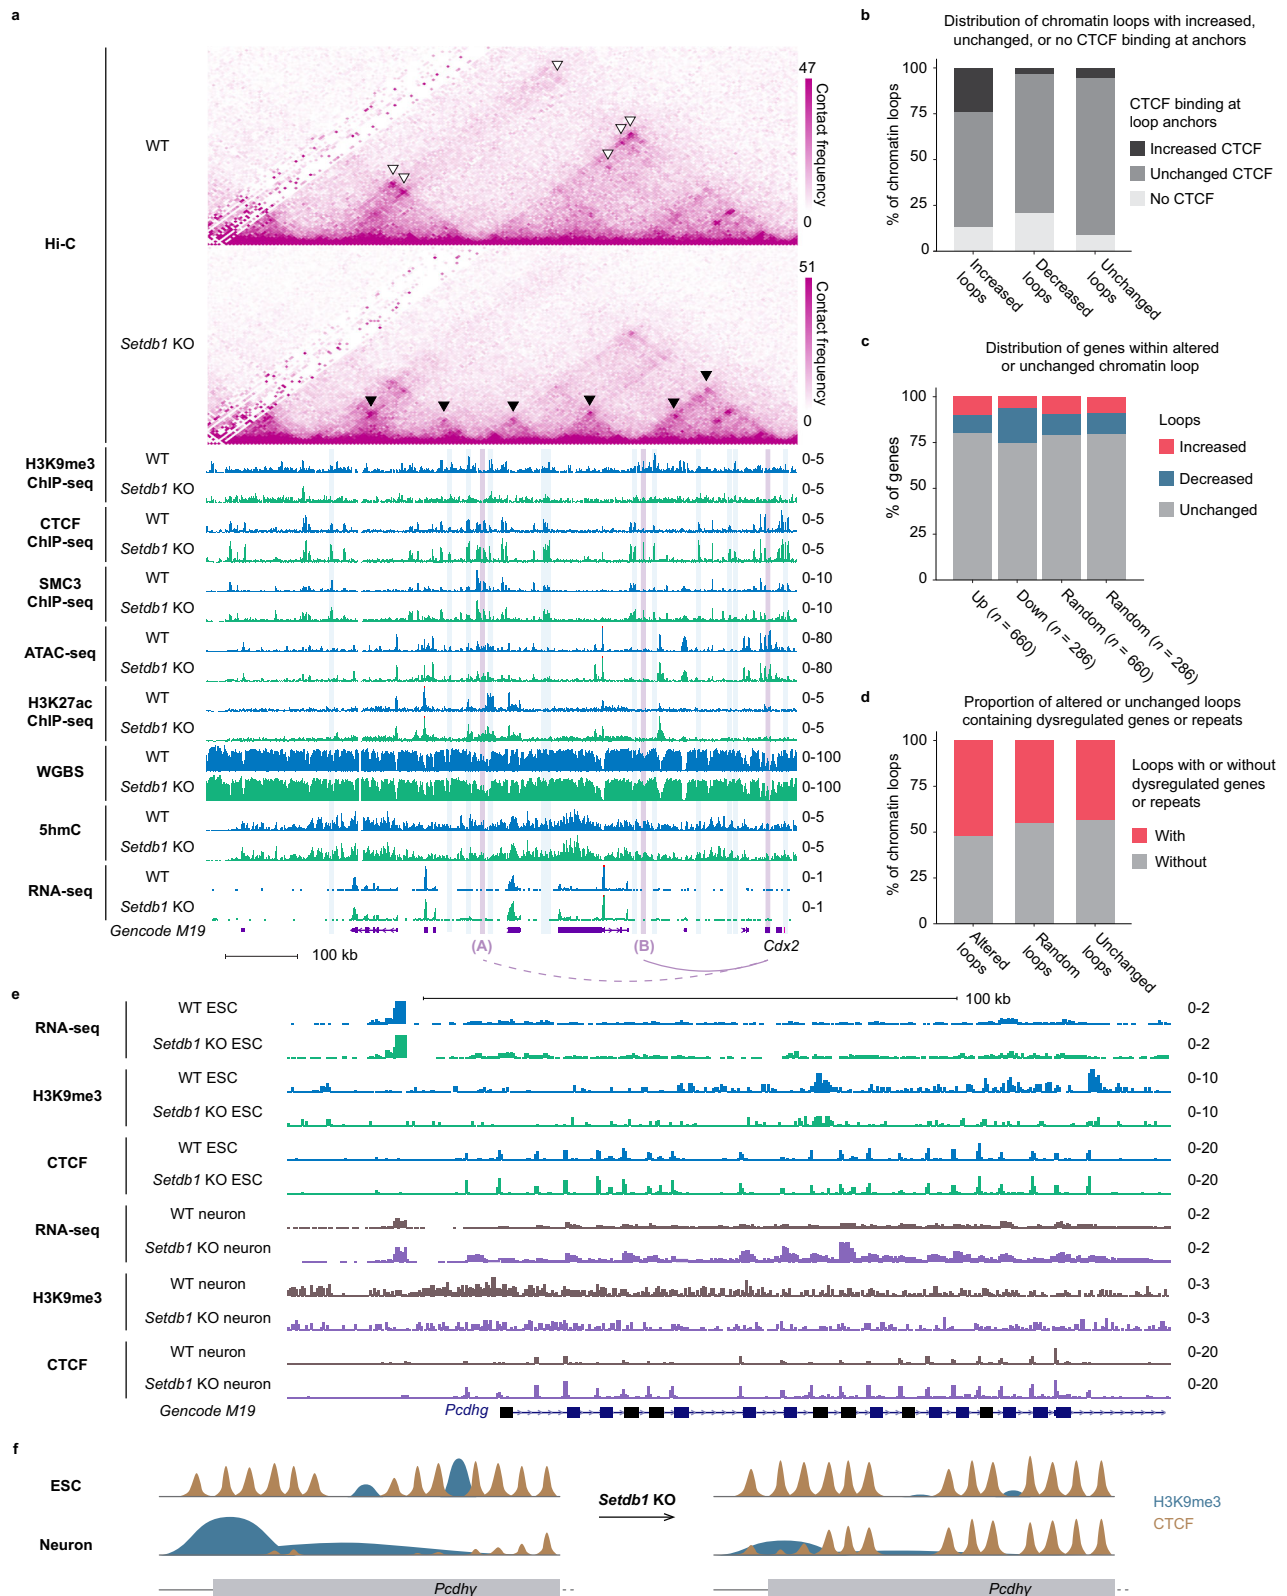 a
WT
Hi-C
Setdb1 KO
47
Contact frequency
0
51
Contact frequency
0
H3K9me3
ChIP-seq
WT
0-5
Setdb1 KO
0-5
CTCF
ChIP-seq
WT
0-5
Setdb1 KO
0-5
SMC3
ChIP-seq
WT
0-10
Setdb1 KO
0-10
ATAC-seq
WT
0-80
Setdb1 KO
0-80
H3K27ac
ChIP-seq
WT
0-5
Setdb1 KO
0-5
WGBS
WT
0-100
Setdb1 KO
0-100
5hmC
WT
0-5
Setdb1 KO
0-5
RNA-seq
WT
0-1
Setdb1 KO
0-1
Gencode M19
(A)
(B)
Cdx2
100 kb
b
Distribution of chromatin loops with increased,
unchanged, or no CTCF binding at anchors
% of chromatin loops
100
75
50
25
0
Increased
loops
Decreased
loops
Unchanged
loops
CTCF binding at
loop anchors
Increased CTCF
Unchanged CTCF
No CTCF
c
Distribution of genes within altered
or unchanged chromatin loop
% of genes
100
75
50
25
0
Up (n = 660)
Down (n = 286)
Random (n = 660)
Random (n = 286)
Loops
Increased
Decreased
Unchanged
d
Proportion of altered or unchanged loops
containing dysregulated genes or repeats
% of chromatin loops
100
75
50
25
0
Altered
loops
Random
loops
Unchanged
loops
Loops with or without
dysregulated genes
or repeats
With
Without
e
100 kb
RNA-seq
WT ESC
0-2
Setdb1 KO ESC
0-2
H3K9me3
WT ESC
0-10
Setdb1 KO ESC
0-10
CTCF
WT ESC
0-20
Setdb1 KO ESC
0-20
RNA-seq
WT neuron
0-2
Setdb1 KO neuron
0-2
H3K9me3
WT neuron
0-3
Setdb1 KO neuron
0-3
CTCF
WT neuron
0-20
Setdb1 KO neuron
0-20
Gencode M19
Pcdhg
f
ESC
Setdb1 KO
H3K9me3
CTCF
Neuron
Pcdhγ
Pcdhγ